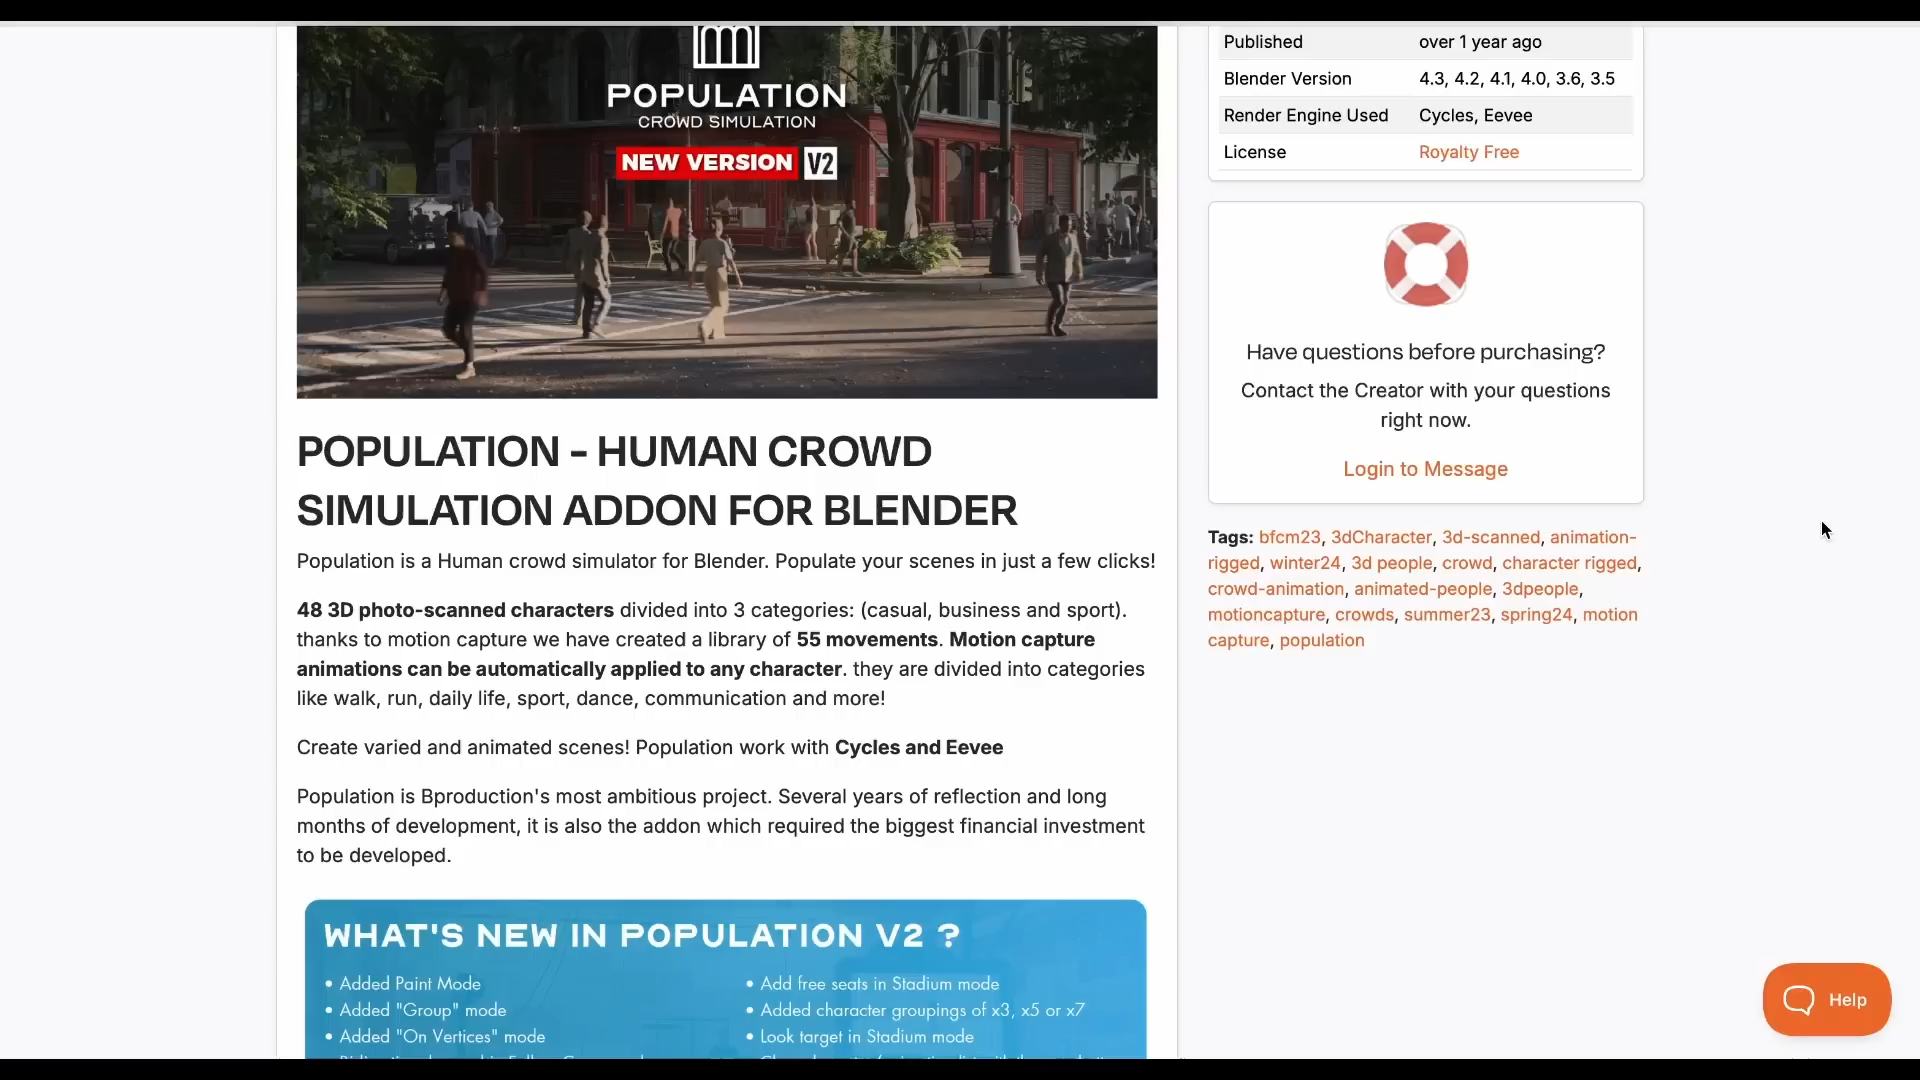 POPULATION
CROWD SIMULATION
NEW VERSION V2
POPULATION - HUMAN CROWD
SIMULATION ADDON FOR BLENDER
Population is a Human crowd simulator for Blender. Populate your scenes in just a few clicks!
48 3D photo-scanned characters divided into 3 categories: (casual, business and sport).
thanks to motion capture we have created a library of 55 movements. Motion capture
animations can be automatically applied to any character. they are divided into categories
like walk, run, daily life, sport, dance, communication and more!
Create varied and animated scenes! Population work with Cycles and Eevee
Population is Bproduction's most ambitious project. Several years of reflection and long
months of development, it is also the addon which required the biggest financial investment
to be developed.
WHAT'S NEW IN POPULATION V2 ?
• Added Paint Mode
• Added "Group" mode
• Added "On Vertices" mode
• Add free seats in Stadium mode
• Added character groupings of x3, x5 or x7
• Look target in Stadium mode
Published over 1 year ago
Blender Version 4.3, 4.2, 4.1, 4.0, 3.6, 3.5
Render Engine Used Cycles, Eevee
License Royalty Free
Have questions before purchasing?
Contact the Creator with your questions
right now.
Login to Message
Tags: bfcm23, 3dCharacter, 3d-scanned, animation-
rigged, winter24, 3d people, crowd, character rigged,
crowd-animation, animated-people, 3dpeople,
motioncapture, crowds, summer23, spring24, motion
capture, population
Help